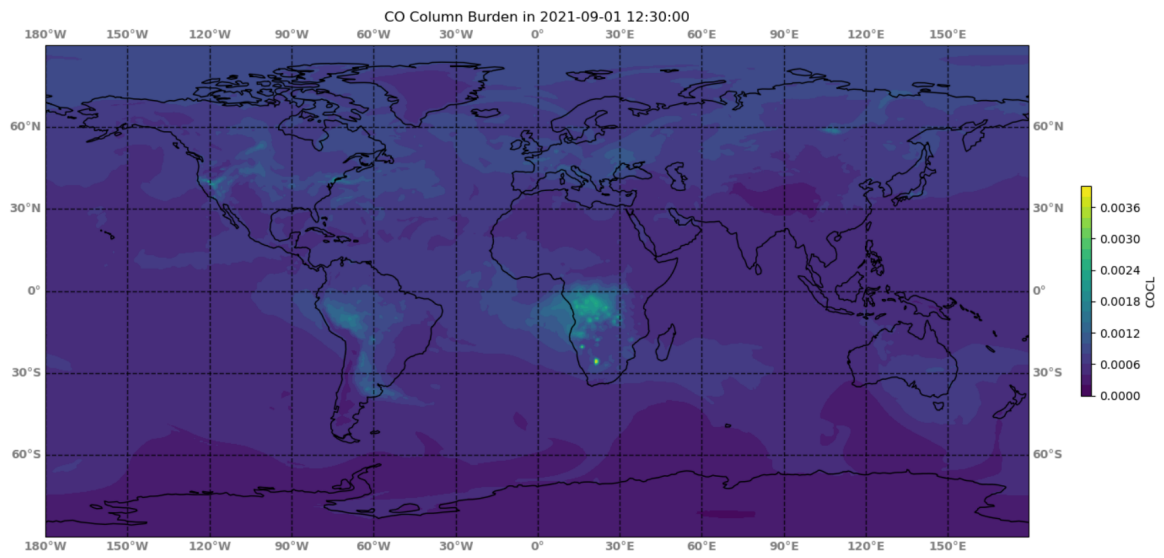 CO Column Burden in 2021-09-01 12:30:00
180°W 150°W 120°W 90°W 60°W 30°W 0° 30°E 60°E 90°E 120°E 150°E
60°N 60°N
30°N 30°N
0° 0°
30°S 30°S
60°S 60°S
180°W 150°W 120°W 90°W 60°W 30°W 0° 30°E 60°E 90°E 120°E 150°E
0.0036
0.0030
0.0024
0.0018
0.0012
0.0006
0.0000
COCL